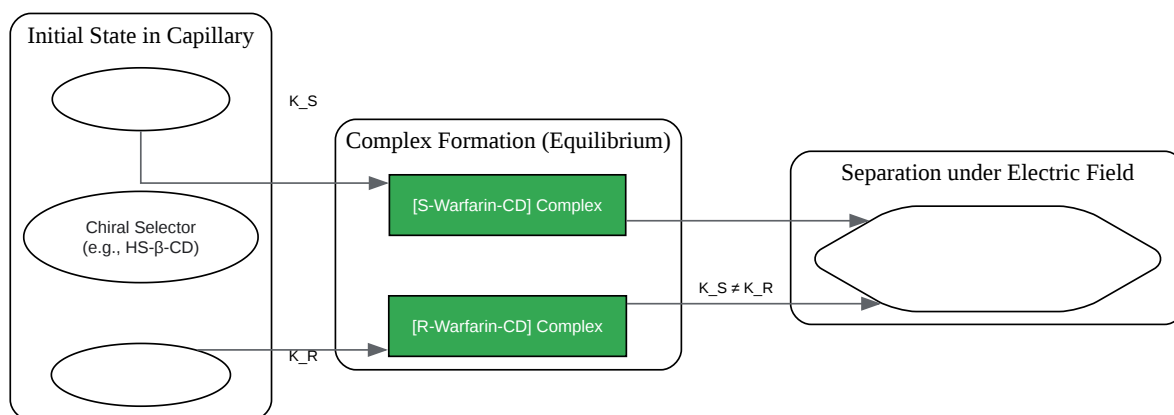 Initial State in Capillary
K_S
Chiral Selector
(e.g., HS-β-CD)
K_R
Complex Formation (Equilibrium)
[S-Warfarin-CD] Complex
[R-Warfarin-CD] Complex
K_S ≠ K_R
Separation under Electric Field